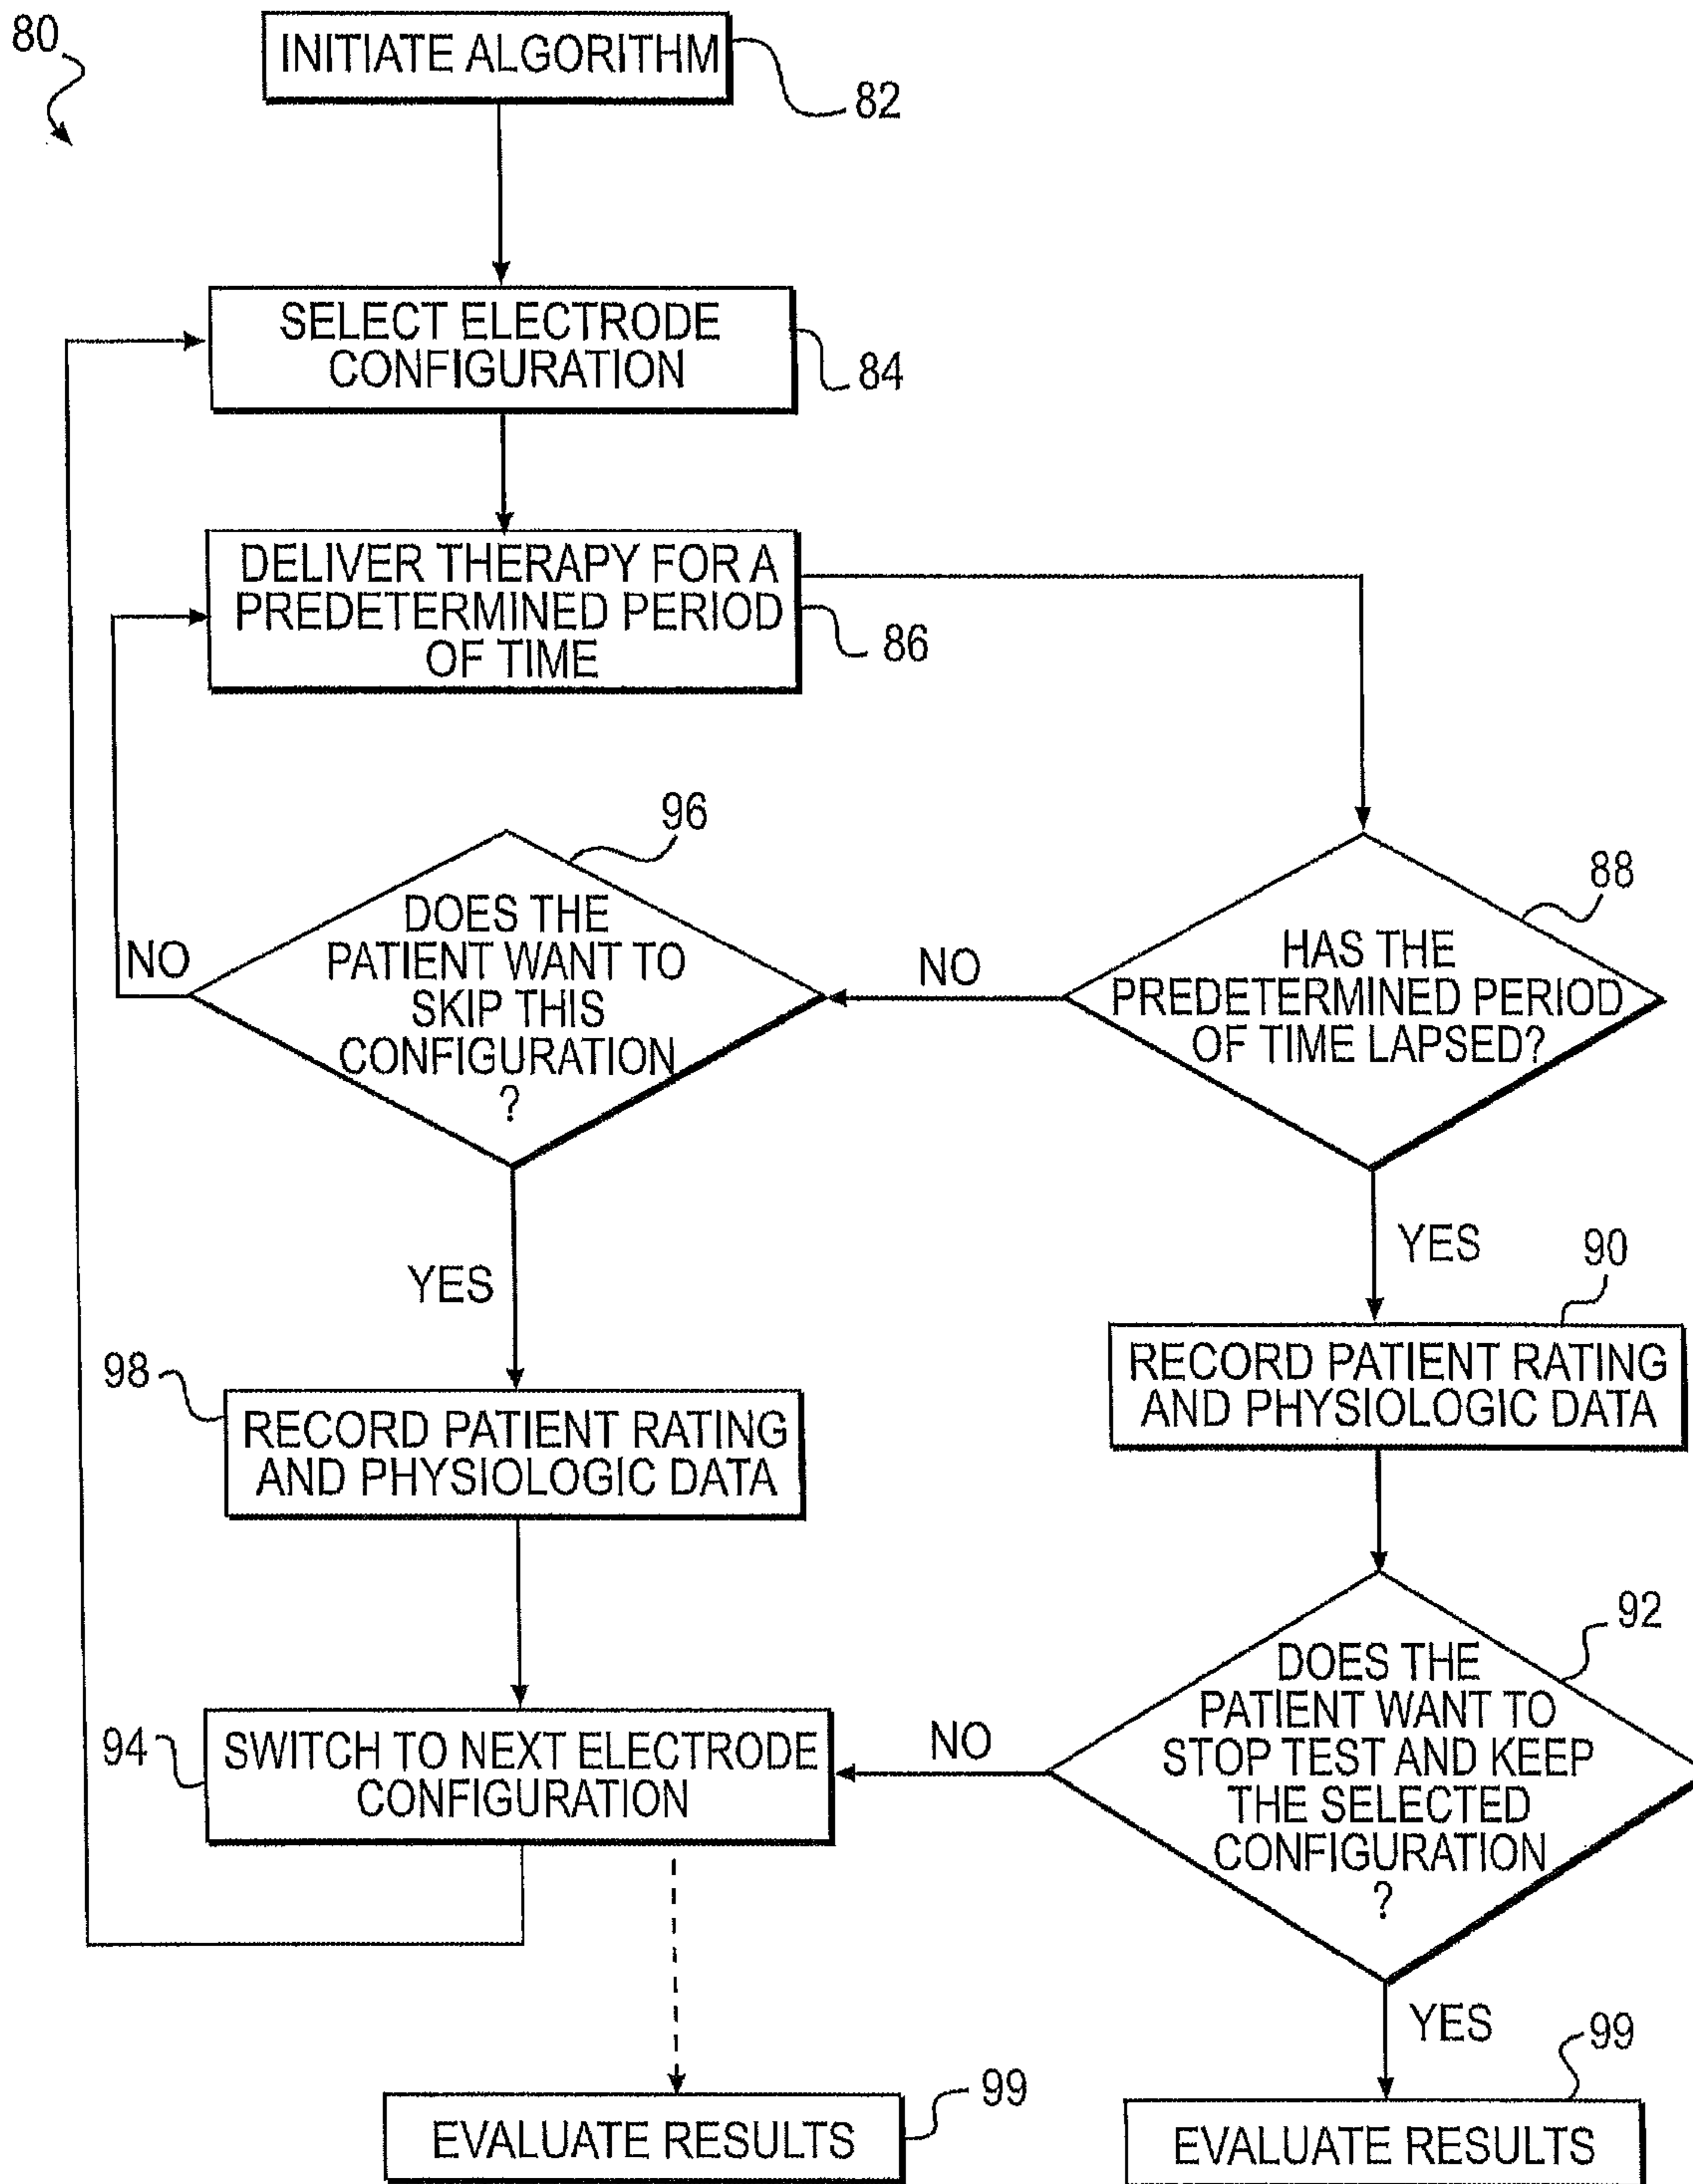 80
INITIATE ALGORITHM
82
SELECT ELECTRODE
CONFIGURATION
84
DELIVER THERAPY FOR A
PREDETERMINED PERIOD
OF TIME
86
96
DOES THE
PATIENT WANT TO
SKIP THIS
CONFIGURATION
?
NO
NO
88
HAS THE
PREDETERMINED PERIOD
OF TIME LAPSED?
YES
YES
90
RECORD PATIENT RATING
AND PHYSIOLOGIC DATA
98
RECORD PATIENT RATING
AND PHYSIOLOGIC DATA
92
DOES THE
PATIENT WANT TO
STOP TEST AND KEEP
THE SELECTED
CONFIGURATION
?
NO
94
SWITCH TO NEXT ELECTRODE
CONFIGURATION
YES
99
EVALUATE RESULTS
99
EVALUATE RESULTS